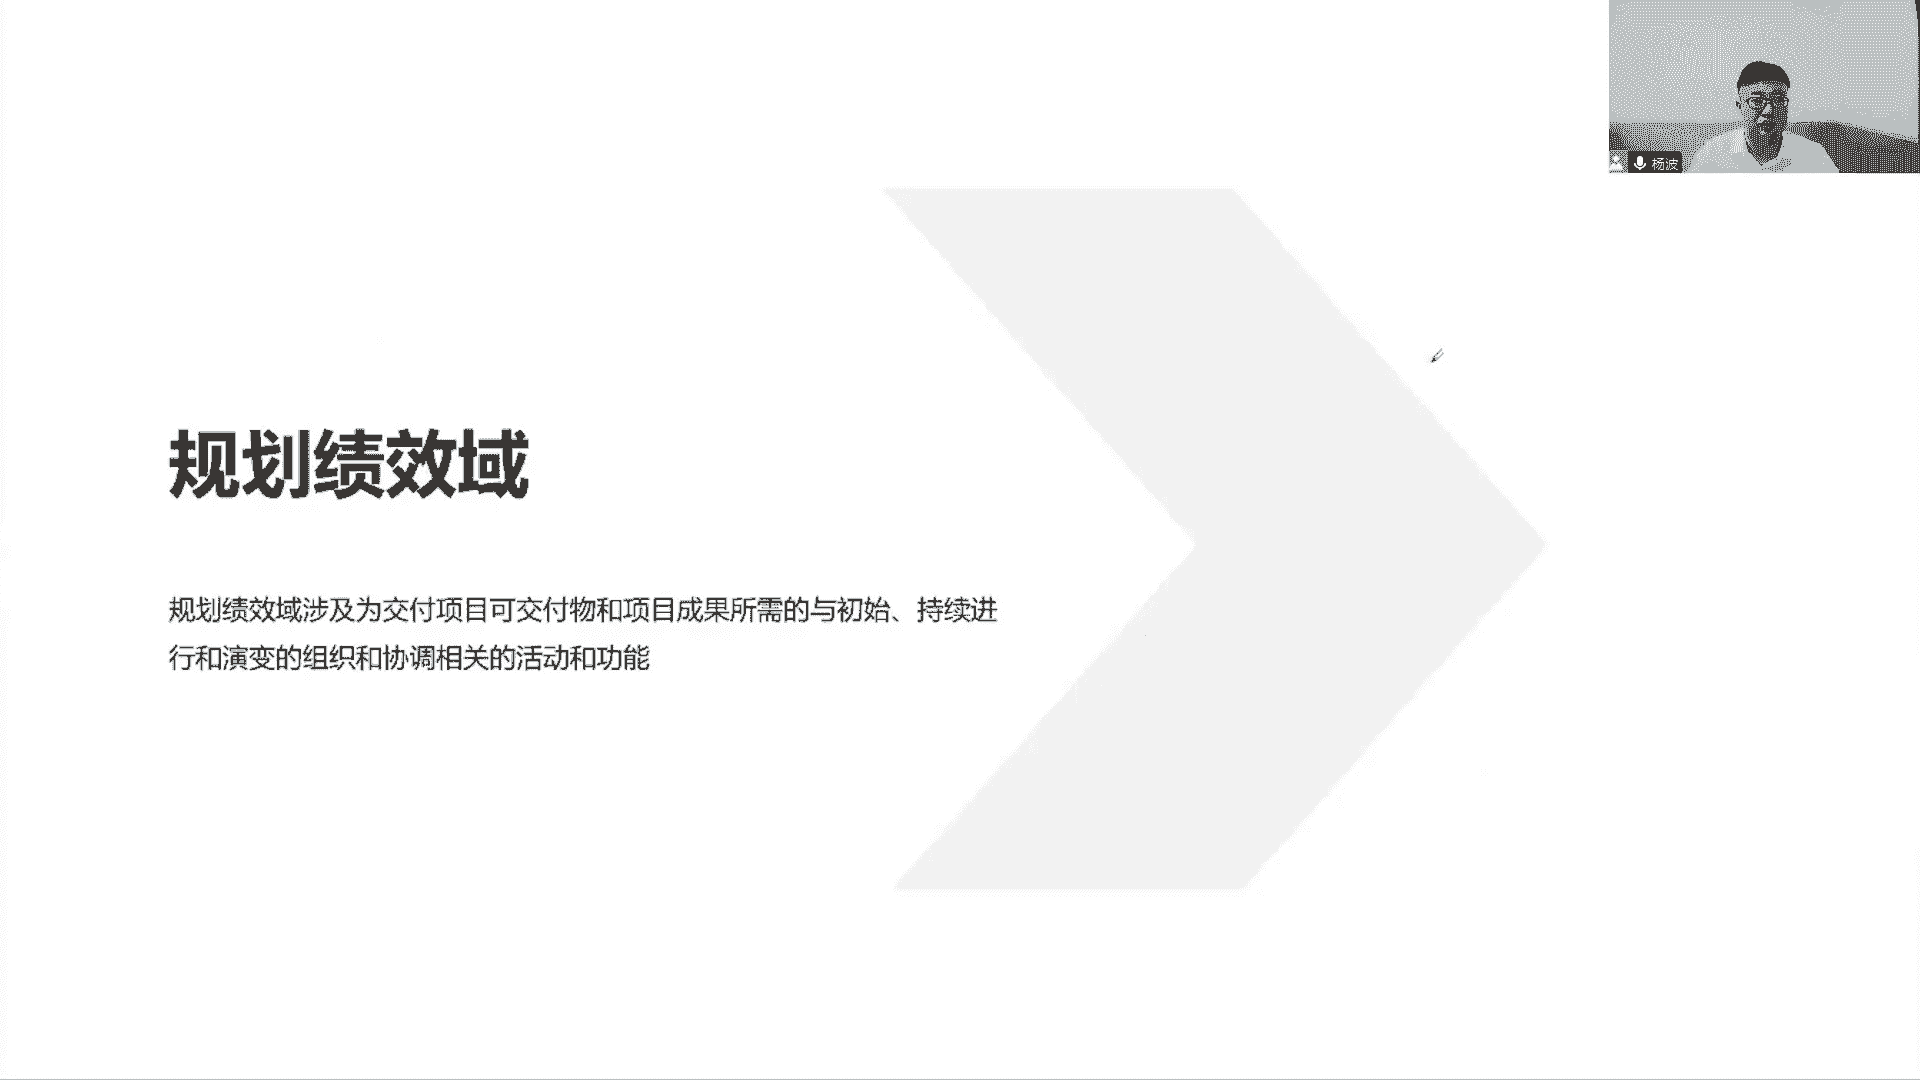 杨波
规划绩效域
规划绩效域涉及为交付项目可交付物和项目成果所需的与初始、持续进
行和演变的组织和协调相关的活动和功能